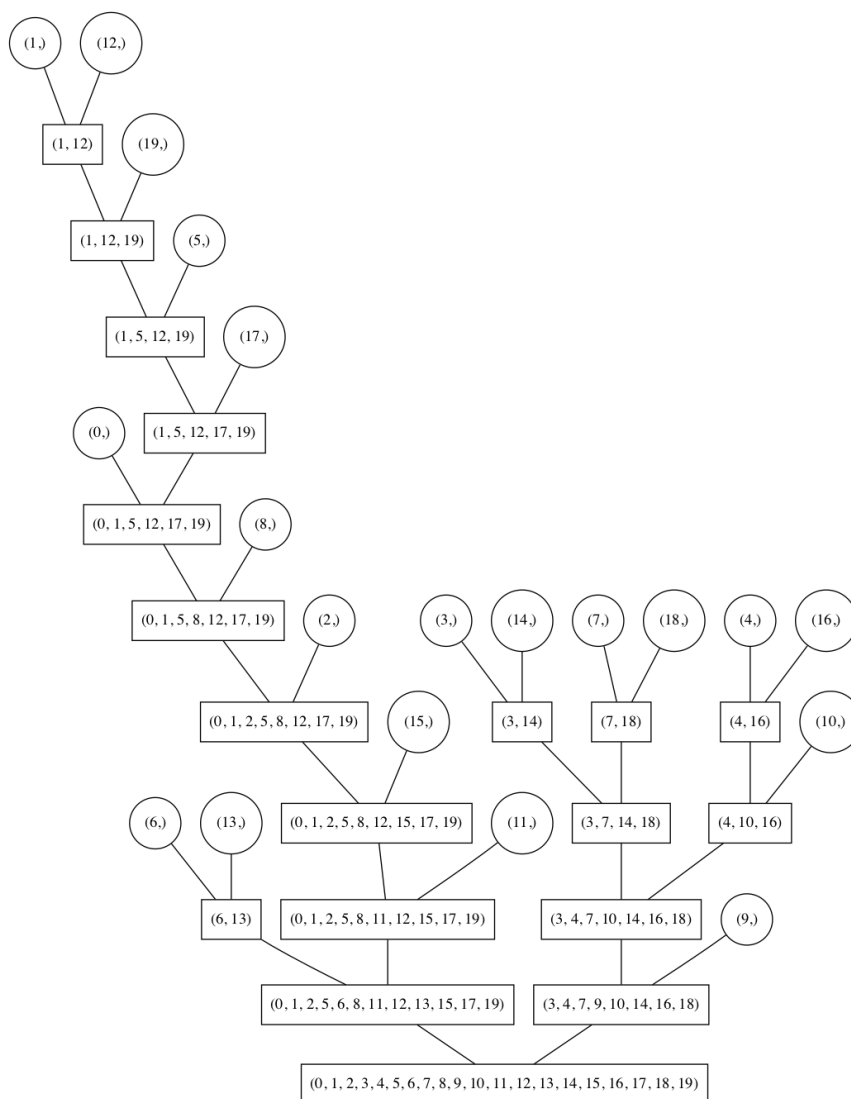 (1,)
(12,)
(1, 12)
(19,)
(1, 12, 19)
(5,)
(1, 5, 12, 19)
(17,)
(0,)
(1, 5, 12, 17, 19)
(0, 1, 5, 12, 17, 19)
(8,)
(0, 1, 5, 8, 12, 17, 19)
(2,)
(3,)
(14,)
(7,)
(18,)
(4,)
(16,)
(0, 1, 2, 5, 8, 12, 17, 19)
(15,)
(3, 14)
(7, 18)
(4, 16)
(10,)
(6,)
(13,)
(0, 1, 2, 5, 8, 12, 15, 17, 19)
(11,)
(3, 7, 14, 18)
(4, 10, 16)
(6, 13)
(0, 1, 2, 5, 8, 11, 12, 15, 17, 19)
(3, 4, 7, 10, 14, 16, 18)
(9,)
(0, 1, 2, 5, 6, 8, 11, 12, 13, 15, 17, 19)
(3, 4, 7, 9, 10, 14, 16, 18)
(0, 1, 2, 3, 4, 5, 6, 7, 8, 9, 10, 11, 12, 13, 14, 15, 16, 17, 18, 19)